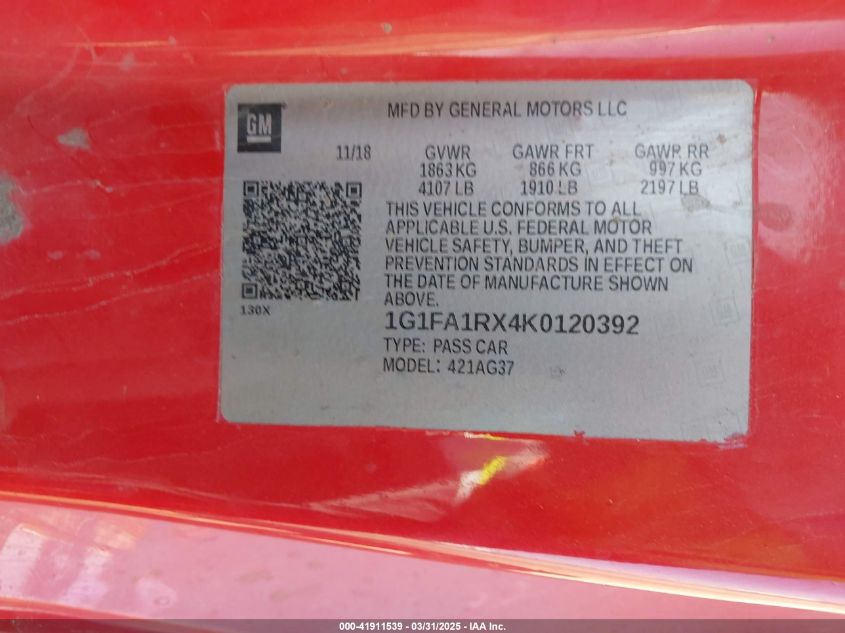 MFD BY GENERAL MOTORS LLC
GM
11/18 GVWR GAWR FRT GAWR RR
1863 KG 866 KG 997 KG
4107 LB 1910 LB 2197 LB
THIS VEHICLE CONFORMS TO ALL
APPLICABLE U.S. FEDERAL MOTOR
VEHICLE SAFETY, BUMPER, AND THEFT
PREVENTION STANDARDS IN EFFECT ON
THE DATE OF MANUFACTURE SHOWN
ABOVE.
130X
1G1FA1RX4K0120392
TYPE: PASS CAR
MODEL: 421AG37
000-41911539 - 03/31/2025 - IAA Inc.